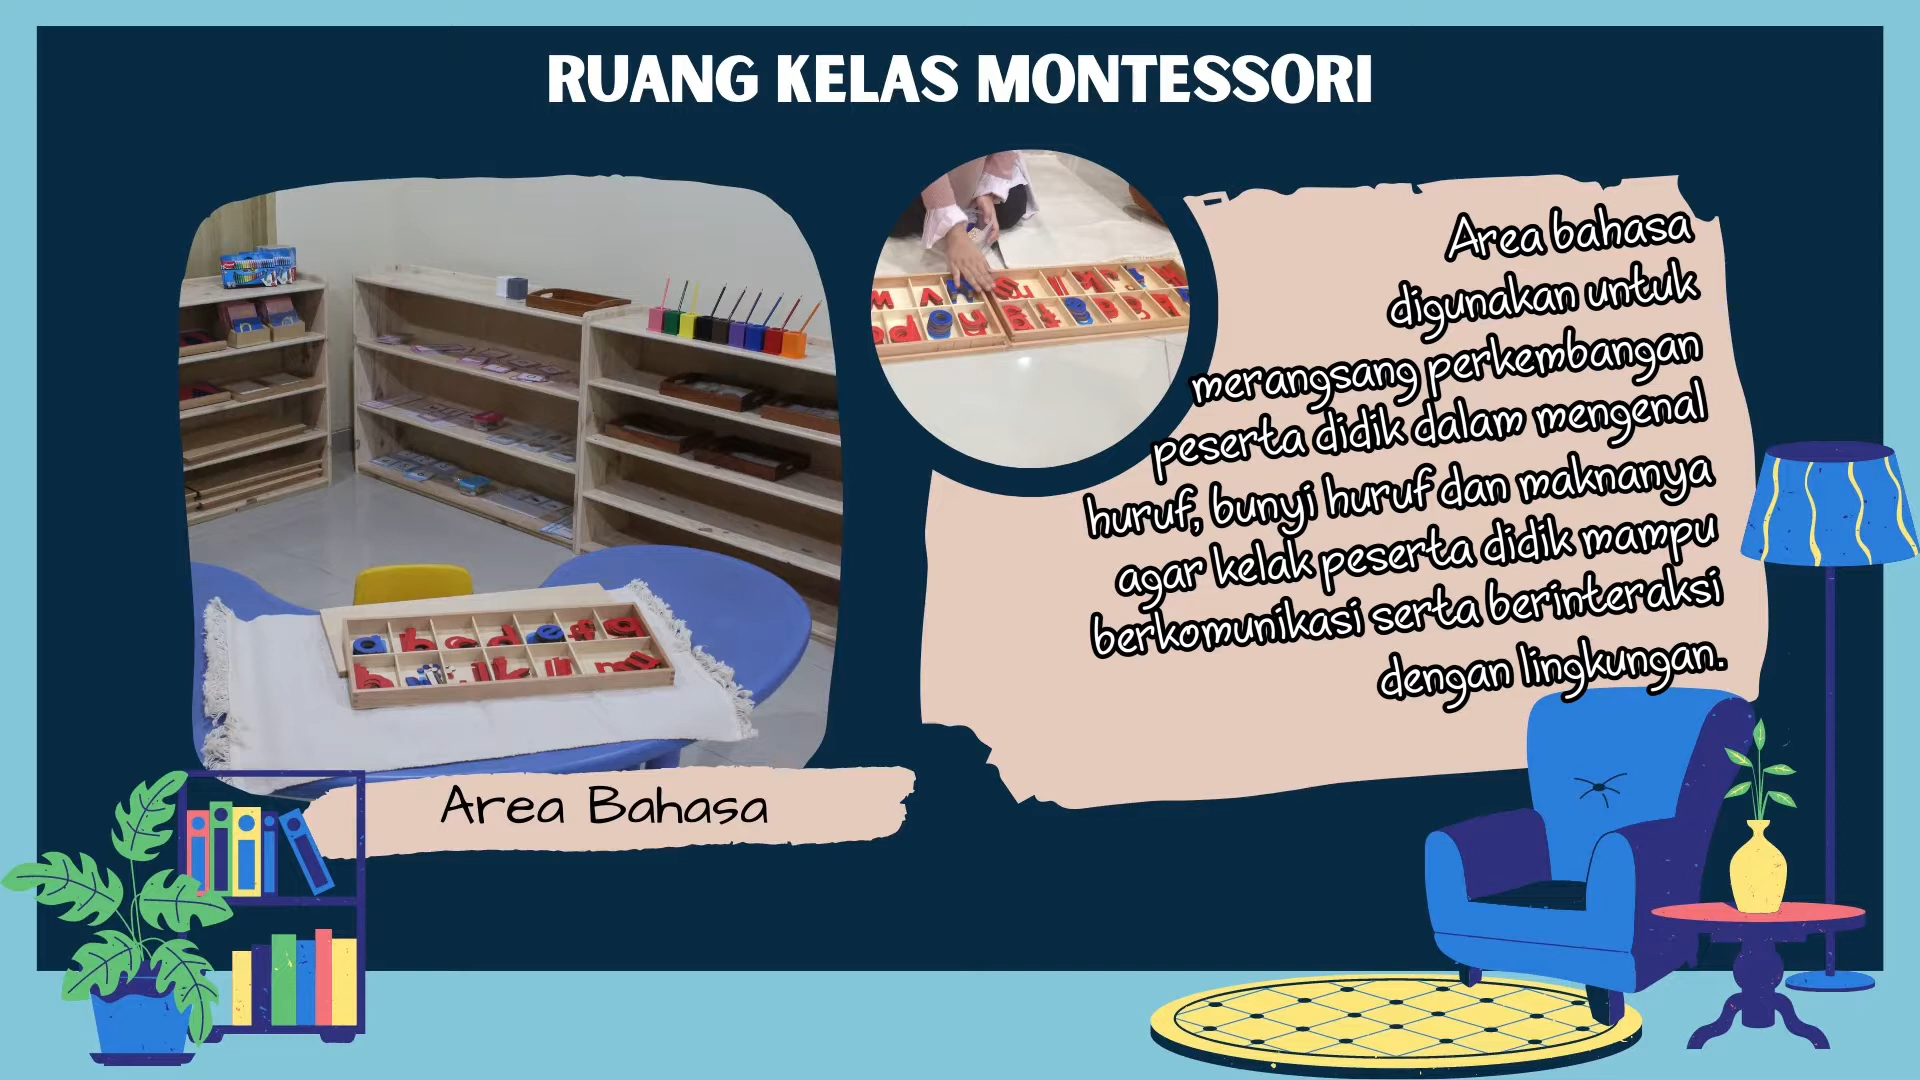 RUANG KELAS MONTESSORI
Area bahasa
digunakan untuk
merangsang perkembangan
peserta didik dalam mengenal
huruf, bunyi huruf dan maknanya
agar kelak peserta didik mampu
berkomunikasi serta berinteraksi
dengan lingkungan.
Area Bahasa